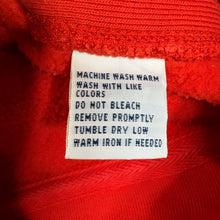 MACHINE WASH WARM
WASH WITH LIKE
COLORS
DO NOT BLEACH
REMOVE PROMPTLY
TUMBLE DRY LOW
WARM IRON IF NEEDED